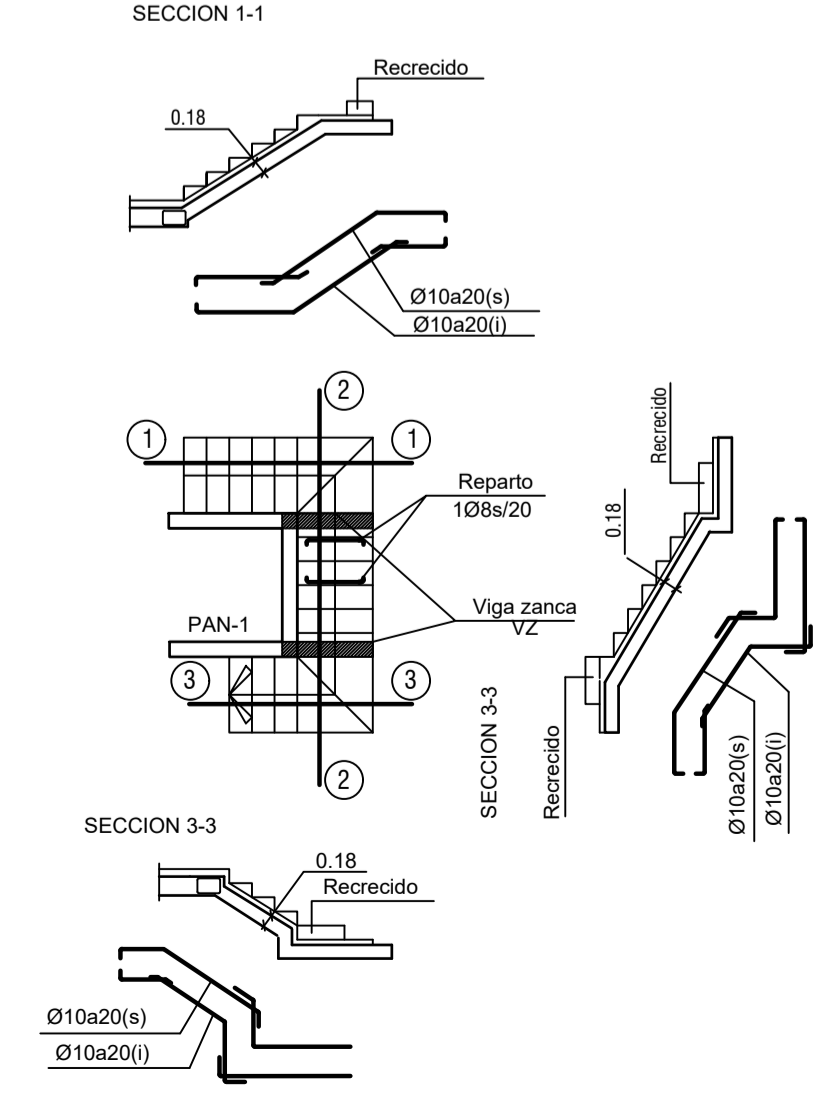 SECCION 1-1
Recrecido
0.18
Ø10a20(s)
Ø10a20(i)
2
1
1
Reparto
1Ø8s/20
Viga zanca
VZ
PAN-1
3
3
2
Recrecido
0.18
SECCION 3-3
Recrecido
Ø10a20(s)
Ø10a20(i)
SECCION 3-3
0.18
Recrecido
Ø10a20(s)
Ø10a20(i)